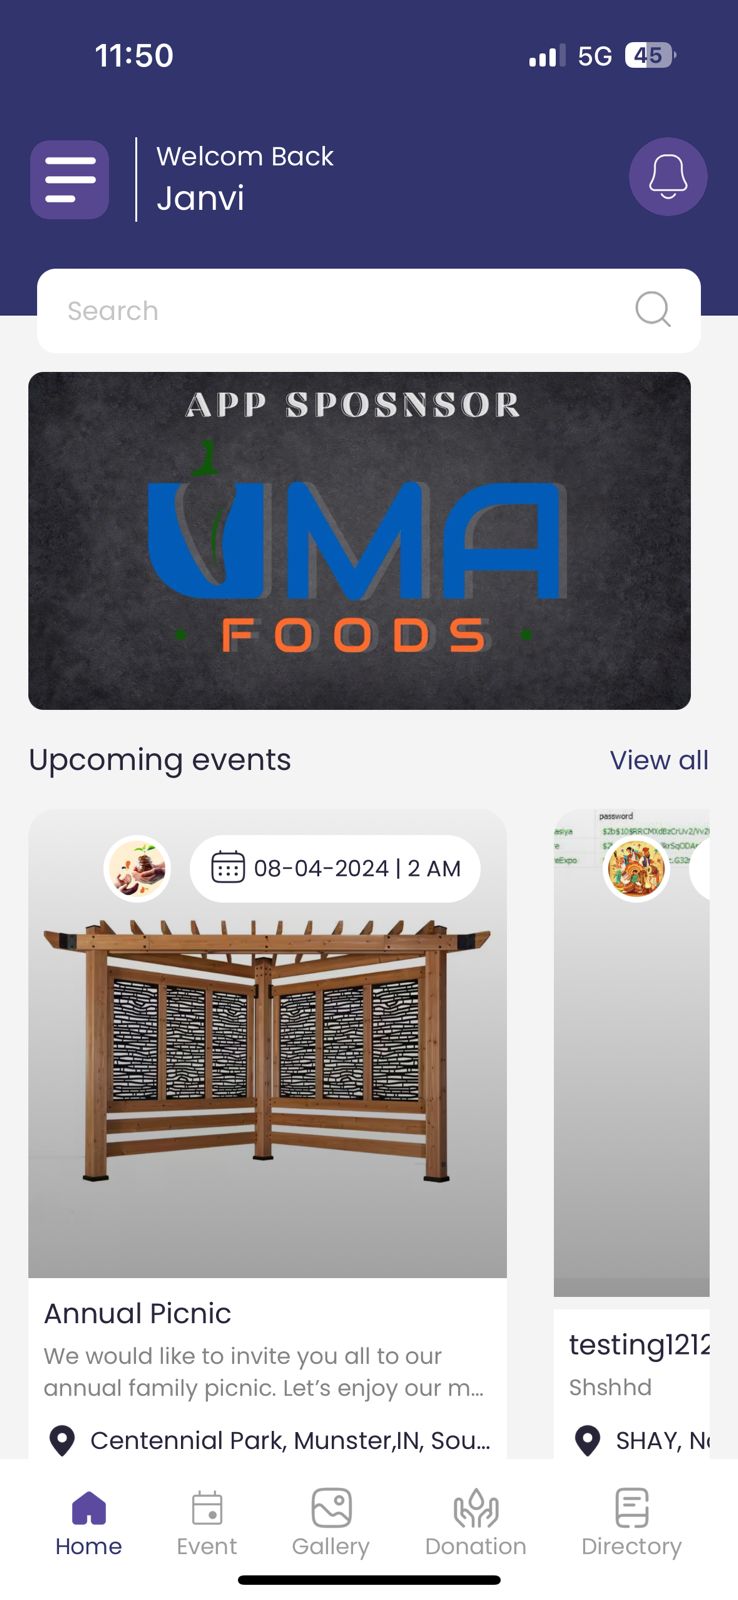 11:50
5G 45
Welcom Back
Janvi
Search
APP SPOSNSOR
UMA
FOODS
Upcoming events
View all
08-04-2024 | 2 AM
password
Annual Picnic
We would like to invite you all to our
annual family picnic. Let's enjoy our m...
Centennial Park, Munster,IN, Sou...
testing1212
Shshhd
SHAY, No
Home
Event
Gallery
Donation
Directory